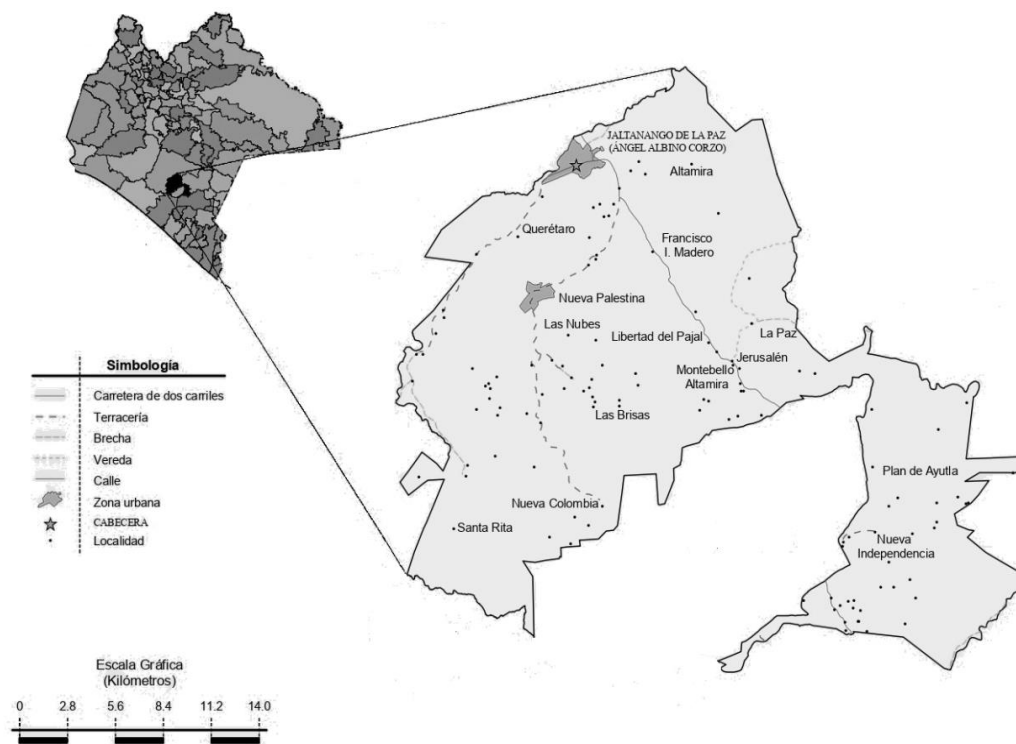 JALTANANGO DE LA PAZ
(ÁNGEL ALBINO CORZO)
Altamira
Querétaro
Francisco
I. Madero
Nueva Palestina
Las Nubes
Libertad del Pajal
La Paz
Jerusalén
Montebello
Altamira
Las Brisas
Plan de Ayutla
Nueva Colombia
Santa Rita
Nueva
Independencia
Simbología
Carretera de dos carriles
Terracería
Brecha
Vereda
Calle
Zona urbana
CABECERA
Localidad
Escala Gráfica
(Kilómetros)
0 2.8 5.6 8.4 11.2 14.0